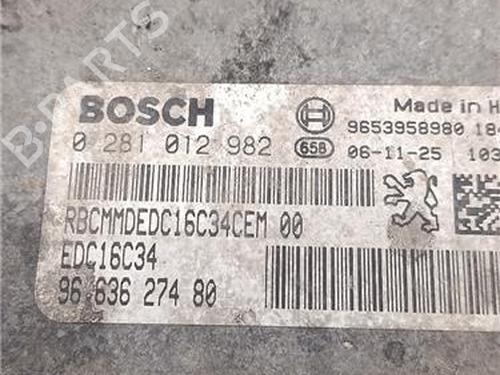 B-PARTS
BOSCH
Made in H
9653958980 18
0 281 012 982
658
06-11-25 103
RBCMMDEDC16C34CEM 00
EDC16C34
96 636 274 80